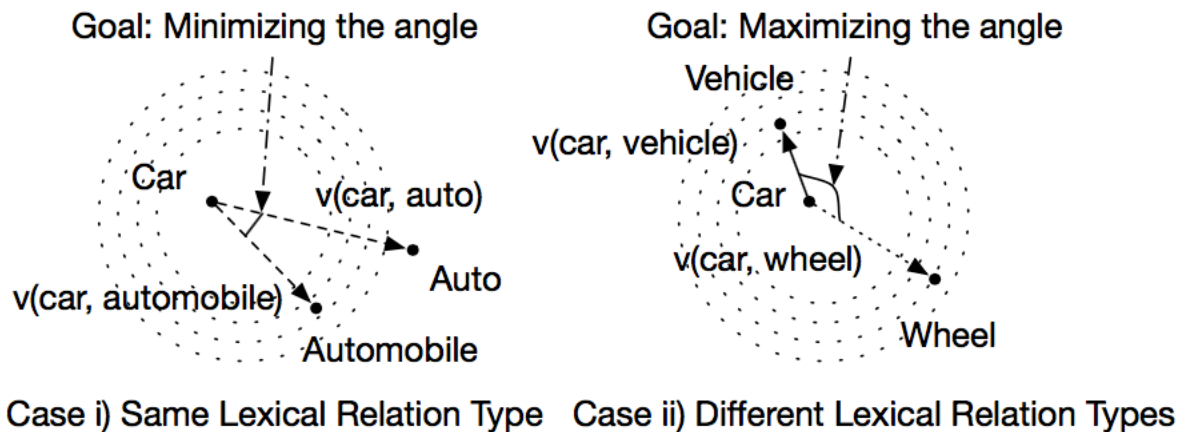 Goal: Minimizing the angle
Car
v(car, auto)
Auto
v(car, automobile)
Automobile
Case i) Same Lexical Relation Type
Goal: Maximizing the angle
Vehicle
v(car, vehicle)
Car
v(car, wheel)
Wheel
Case ii) Different Lexical Relation Types